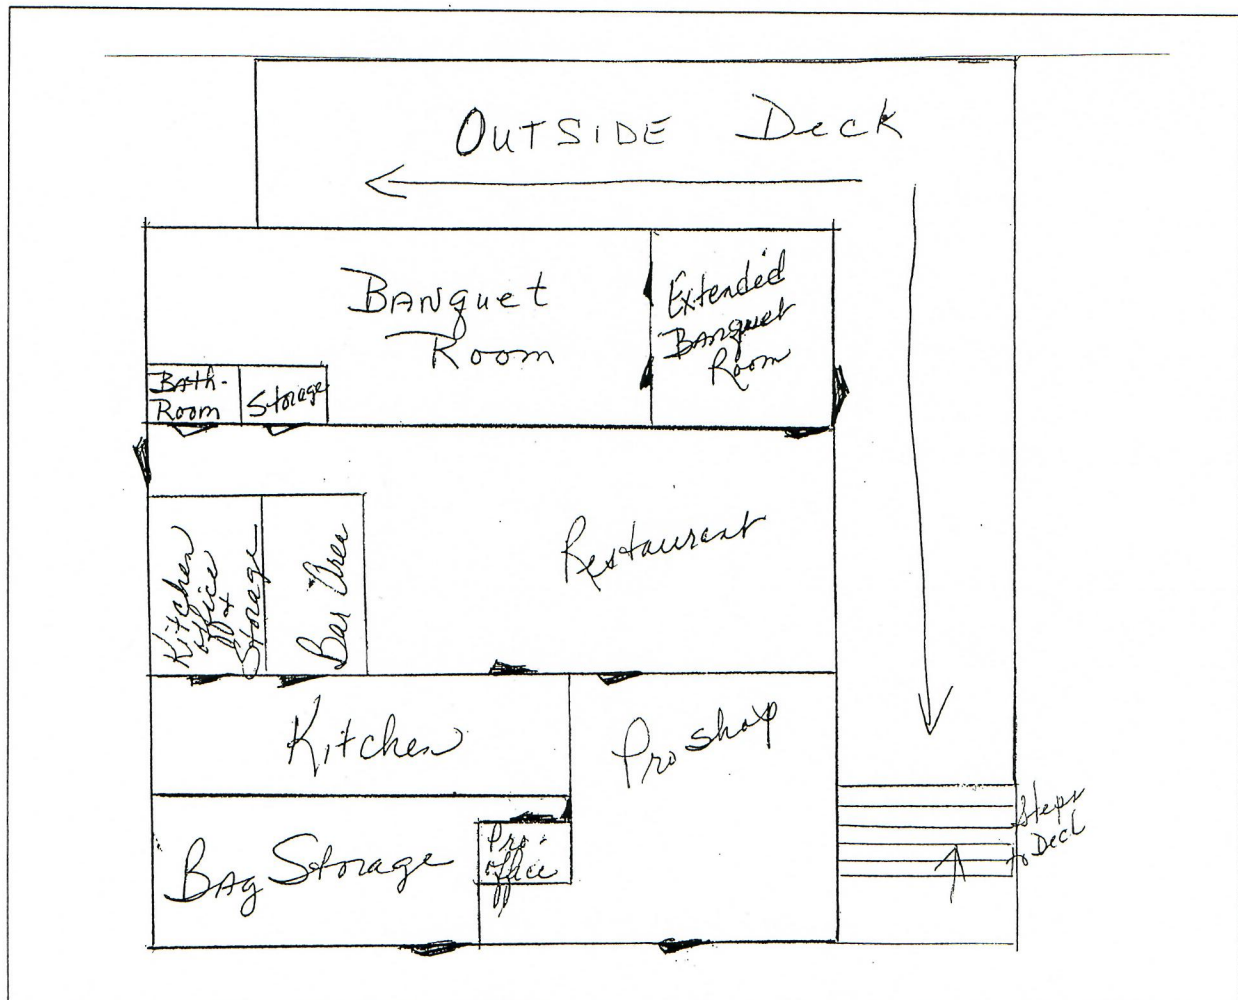 OUTSIDE Deck
Banquet
Room
Extended
Banquet
Room
Bath-
Room
Storage
Kitchen
office
+
Storage
Bar Area
Restaurant
Kitchen
Pro shop
Bag Storage
Pro-
office
Steps
to Deck